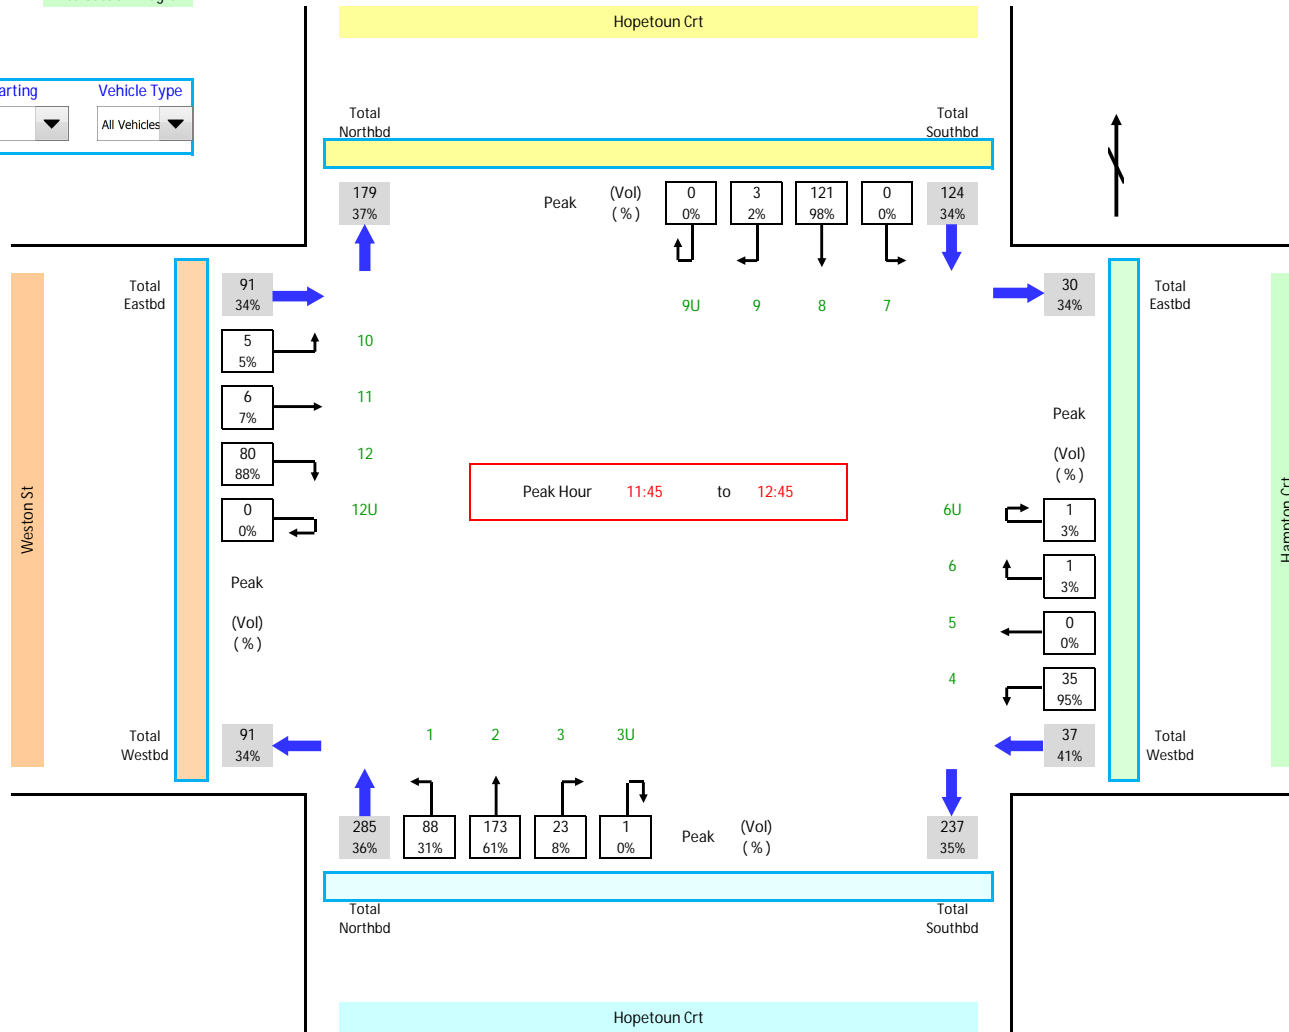 Hopetoun Crt
arting Vehicle Type
All Vehicles
Total Northbd
Total Southbd
179 37%
Peak (Vol) (%)
0 0%
3 2%
121 98%
0 0%
124 34%
9U 9 8 7
Total Eastbd
91 34%
30 34%
Total Eastbd
5 5%
10
6 7%
11
80 88%
12
0 0%
12U
Peak
(Vol)
(%)
Weston St
Peak Hour 11:45 to 12:45
Peak
(Vol)
(%)
6U
1 3%
6
1 3%
5
0 0%
4
35 95%
Hampton Crt
Total Westbd
91 34%
1 2 3 3U
37 41%
Total Westbd
285 36%
88 31%
173 61%
23 8%
1 0%
Peak (Vol) (%)
237 35%
Total Northbd
Total Southbd
Hopetoun Crt